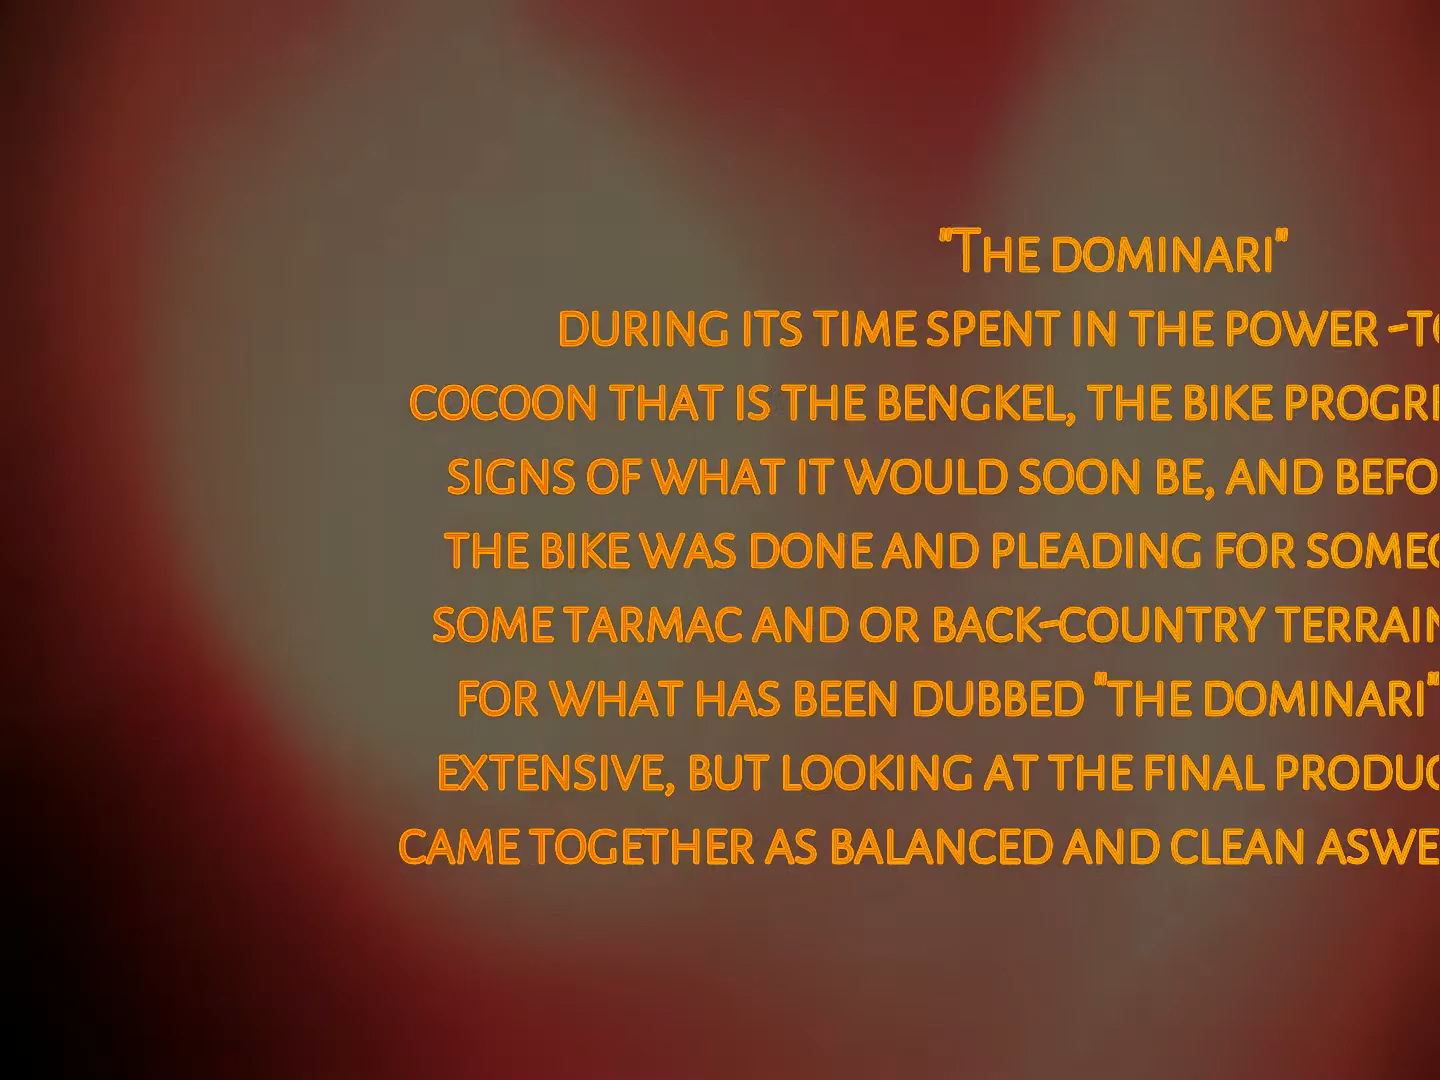 "The dominari"
DURING ITS TIME SPENT IN THE POWER -TO
COCOON THAT IS THE BENGKEL, THE BIKE
SIGNS OF WHAT IT WOULD SOON BE, AND
THE BIKE WAS DONE AND PLEADING FOR
SOME TARMAC AND OR BACK-COUNTRY
FOR WHAT HAS BEEN DUBBED "THE DOMINARI"
EXTENSIVE, BUT LOOKING AT THE FINAL
CAME TOGETHER AS BALANCED AND CLEAN